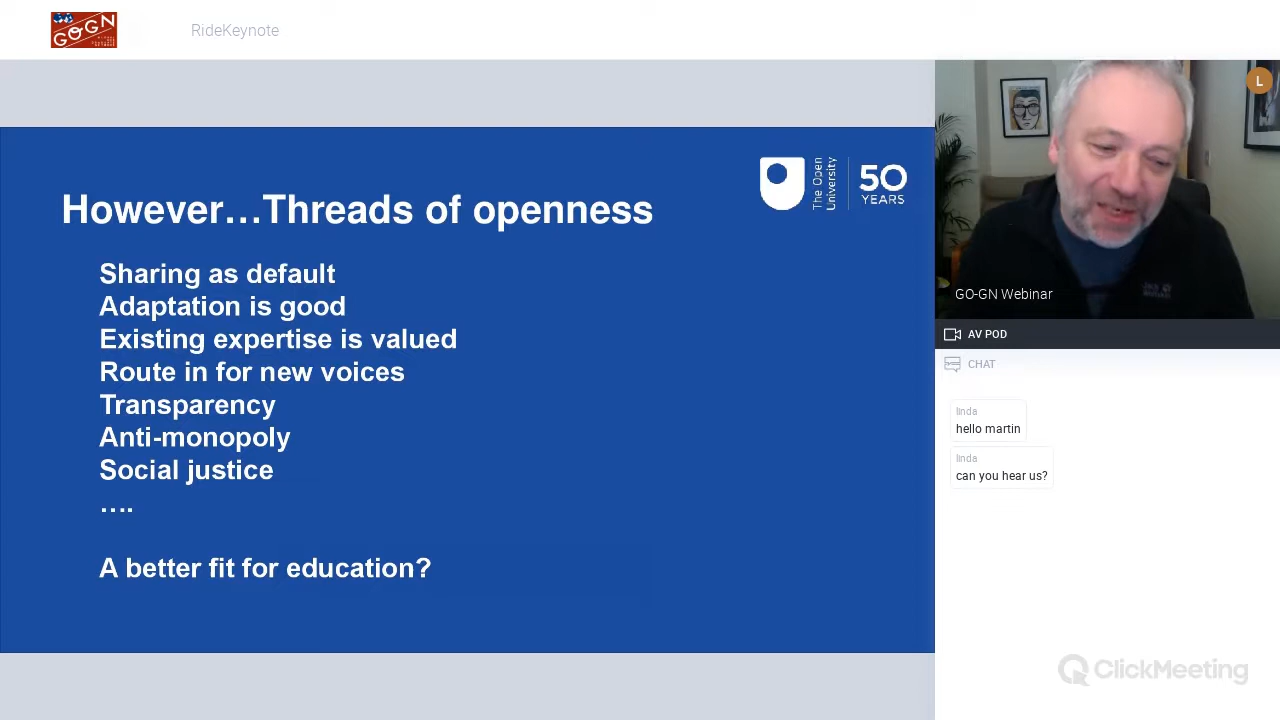 GO-GN
RideKeynote
The Open
University
50
YEARS
However…Threads of openness
Sharing as default
Adaptation is good
Existing expertise is valued
Route in for new voices
Transparency
Anti-monopoly
Social justice
….
A better fit for education?
L
GO-GN Webinar
AV POD
CHAT
linda
hello martin
linda
can you hear us?
ClickMeeting